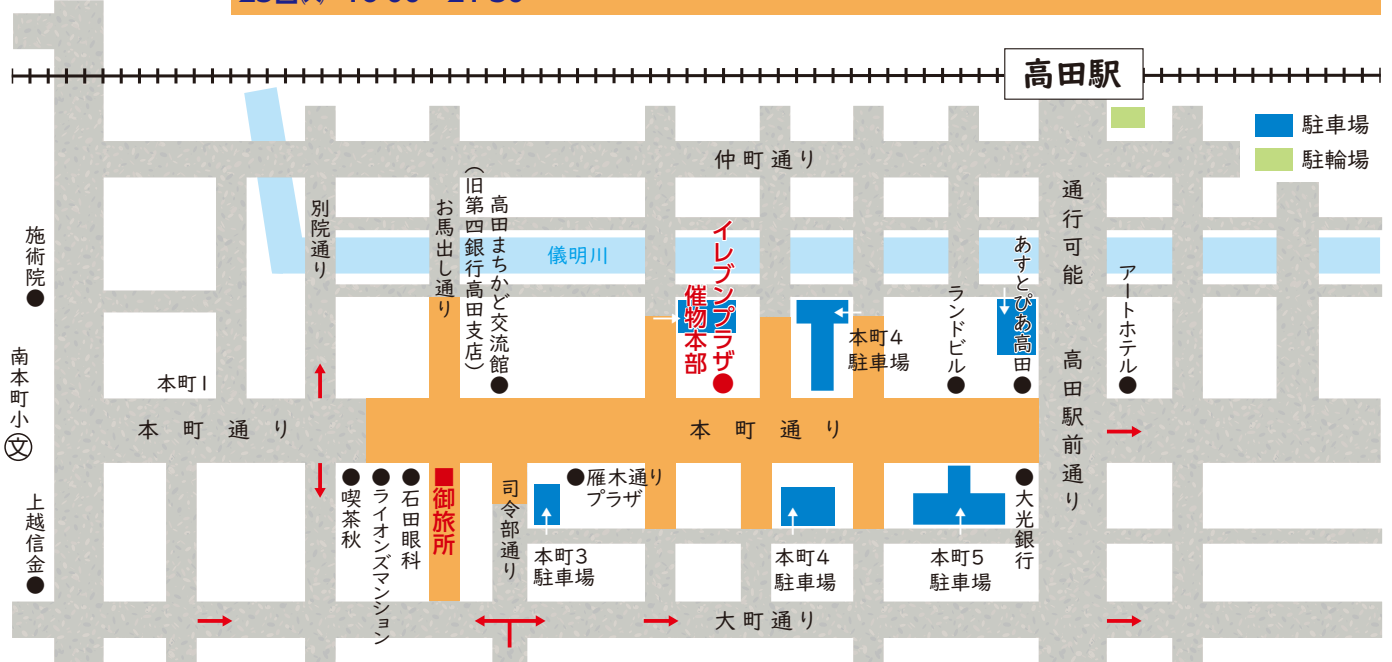 高田駅
駐車場
駐輪場
仲町通り
通行可能
高田駅前通り
別院通り
お馬出し通り
高田まちかど交流館
(旧第四銀行高田支店)
儀明川
イレブンプラザ
催物本部
本町4
駐車場
ランドビル
あすとぴあ高田
アートホテル
施術院
南本町小
文
上越信金
本町1
本町通り
本町通り
喫茶秋
ライオンズマンション
石田眼科
御旅所
司令部通り
雁木通り
プラザ
本町3
駐車場
本町4
駐車場
本町5
駐車場
大光銀行
大町通り